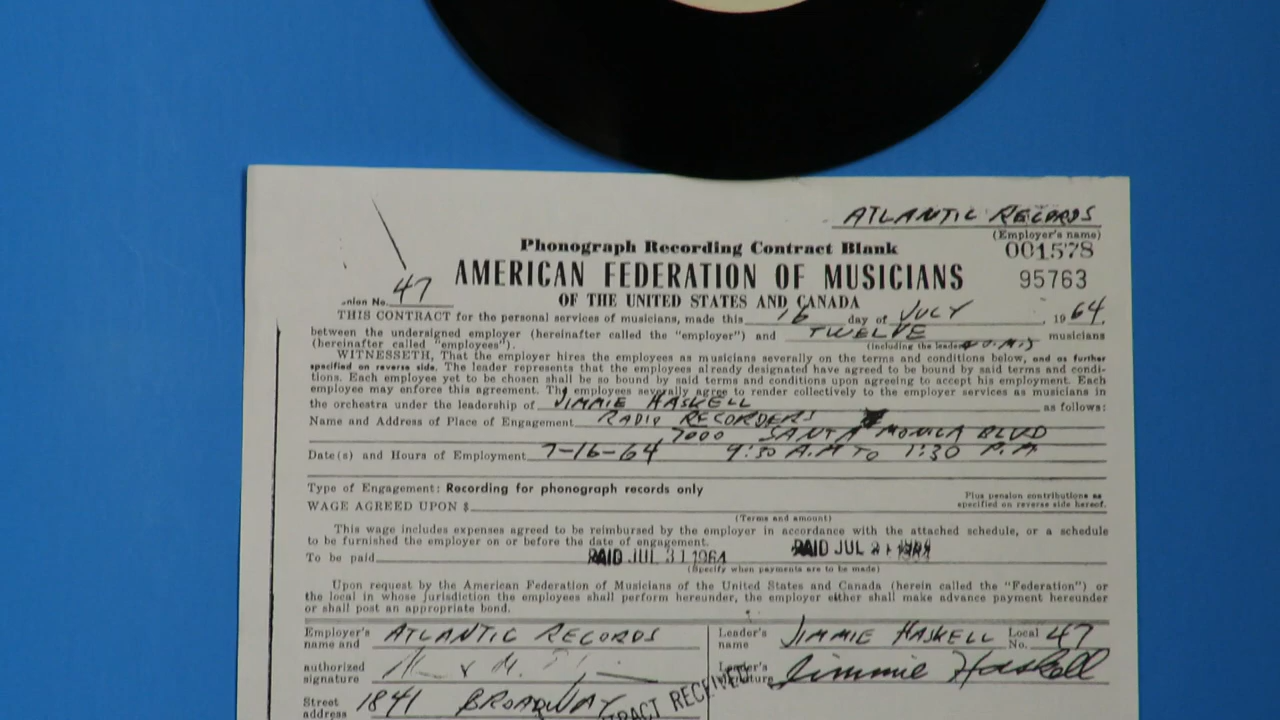 ATLANTIC RECORDS
(Employer's name)
Phonograph Recording Contract Blank
001578
AMERICAN FEDERATION OF MUSICIANS
95763
OF THE UNITED STATES AND CANADA
Union No. 47
THIS CONTRACT for the personal services of musicians, made this 16 day of JULY, 1964
between the undersigned employer (hereinafter called the "employer") and TWELVE musicians
(hereinafter called "employees"). (including the leader
WITNESSETH, That the employer hires the employees as musicians severally on the terms and conditions below, and as further
specified on reverse side. The leader represents that the employees already designated have agreed to be bound by said terms and condi-
tions. Each employee yet to be chosen shall be so bound by said terms and conditions upon agreeing to accept his employment. Each
employee may enforce this agreement. The employees severally agree to render collectively to the employer services as musicians in
the orchestra under the leadership of JIMMIE HASKELL as follows:
Name and Address of Place of Engagement RADIO RECORDERS
7000 SANTA MONICA BLVD
Date(s) and Hours of Employment 7-16-64 9:30 A.M TO 1:30 P.M.
Type of Engagement: Recording for phonograph records only
Plus pension contributions as
specified on reverse side hereof.
WAGE AGREED UPON $
(Terms and amount)
This wage includes expenses agreed to be reimbursed by the employer in accordance with the attached schedule, or a schedule
to be furnished the employer on or before the date of engagement.
To be paid PAID JUL 31 1964 PAID JUL
(Specify when payments are to be made)
Upon request by the American Federation of Musicians of the United States and Canada (herein called the "Federation") or
the local in whose jurisdiction the employees shall perform hereunder, the employer either shall make advance payment hereunder
or shall post an appropriate bond.
Employer's name and ATLANTIC RECORDS
authorized signature
Street address 1841 BROADWAY
Leader's name JIMMIE HASKELL Local No. 47
Leader's signature Jimmie Haskell
RECEIVED